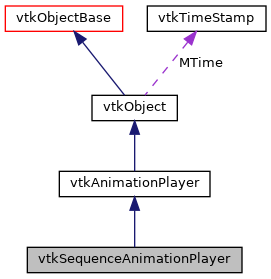 vtkObjectBase
vtkTimeStamp
MTime
vtkObject
vtkAnimationPlayer
vtkSequenceAnimationPlayer